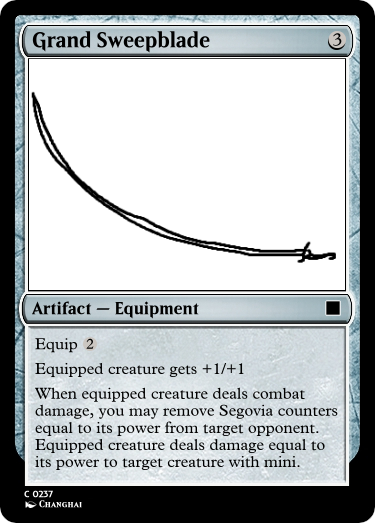 Grand Sweepblade 3
Artifact — Equipment
Equip 2
Equipped creature gets +1/+1
When equipped creature deals combat
damage, you may remove Segovia counters
equal to its power from target opponent.
Equipped creature deals damage equal to
its power to target creature with mini.
C 0237
Changhai